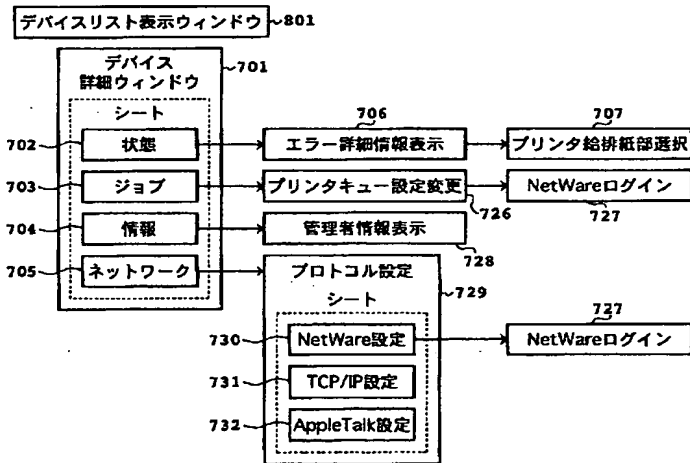 デバイスリスト表示ウィンドウ 801
デバイス
詳細ウィンドウ 701
シート
702 状態
706
エラー詳細情報表示
707
プリンタ給排紙部選択
703 ジョブ
プリンタキュー設定変更
726
NetWareログイン
727
704 情報
管理者情報表示
728
705 ネットワーク
プロトコル設定
729
シート
730 NetWare設定
727
NetWareログイン
731 TCP/IP設定
732 AppleTalk設定